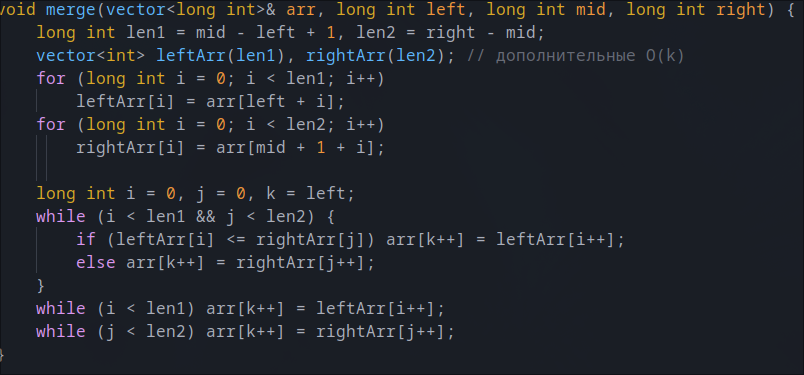 void merge(vector<long int>& arr, long int left, long int mid, long int right) {
    long int len1 = mid - left + 1, len2 = right - mid;
    vector<int> leftArr(len1), rightArr(len2); // дополнительные O(k)
    for (long int i = 0; i < len1; i++)
        leftArr[i] = arr[left + i];
    for (long int i = 0; i < len2; i++)
        rightArr[i] = arr[mid + 1 + i];

    long int i = 0, j = 0, k = left;
    while (i < len1 && j < len2) {
        if (leftArr[i] <= rightArr[j]) arr[k++] = leftArr[i++];
        else arr[k++] = rightArr[j++];
    }
    while (i < len1) arr[k++] = leftArr[i++];
    while (j < len2) arr[k++] = rightArr[j++];
}